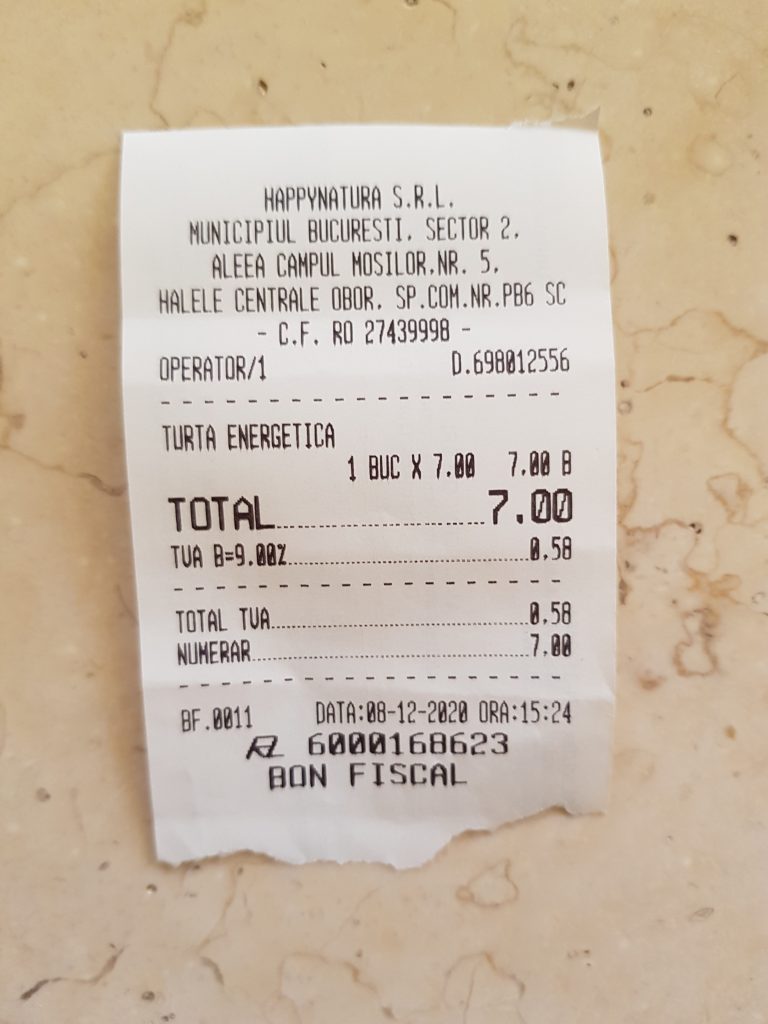 HAPPYNATURA S.R.L.
MUNICIPIUL BUCURESTI, SECTOR 2,
ALEEA CAMPUL MOSILOR,NR. 5,
HALELE CENTRALE OBOR, SP.COM.NR.PB6 SC
- C.F. RO 27439998 -
OPERATOR/1 D.698012556
TURTA ENERGETICA
1 BUC X 7.00 7.00 B
TOTAL..........................7.00
TVA B=9.00%..........................0.58
TOTAL TVA..........................0.58
NUMERAR..........................7.00
BF.0011 DATA:08-12-2020 ORA:15:24
6000168623
BON FISCAL